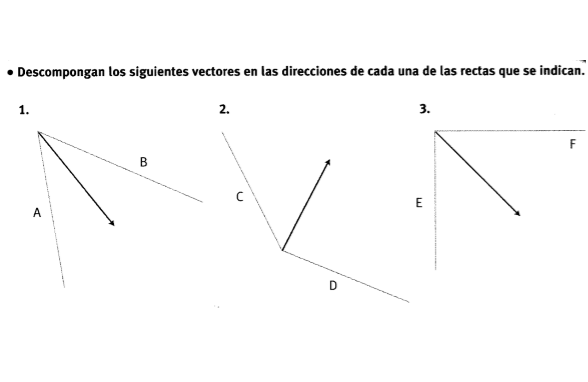 • Descompongan los siguientes vectores en las direcciones de cada una de las rectas que se indican.
1.
2.
3.
B
A
C
D
F
E